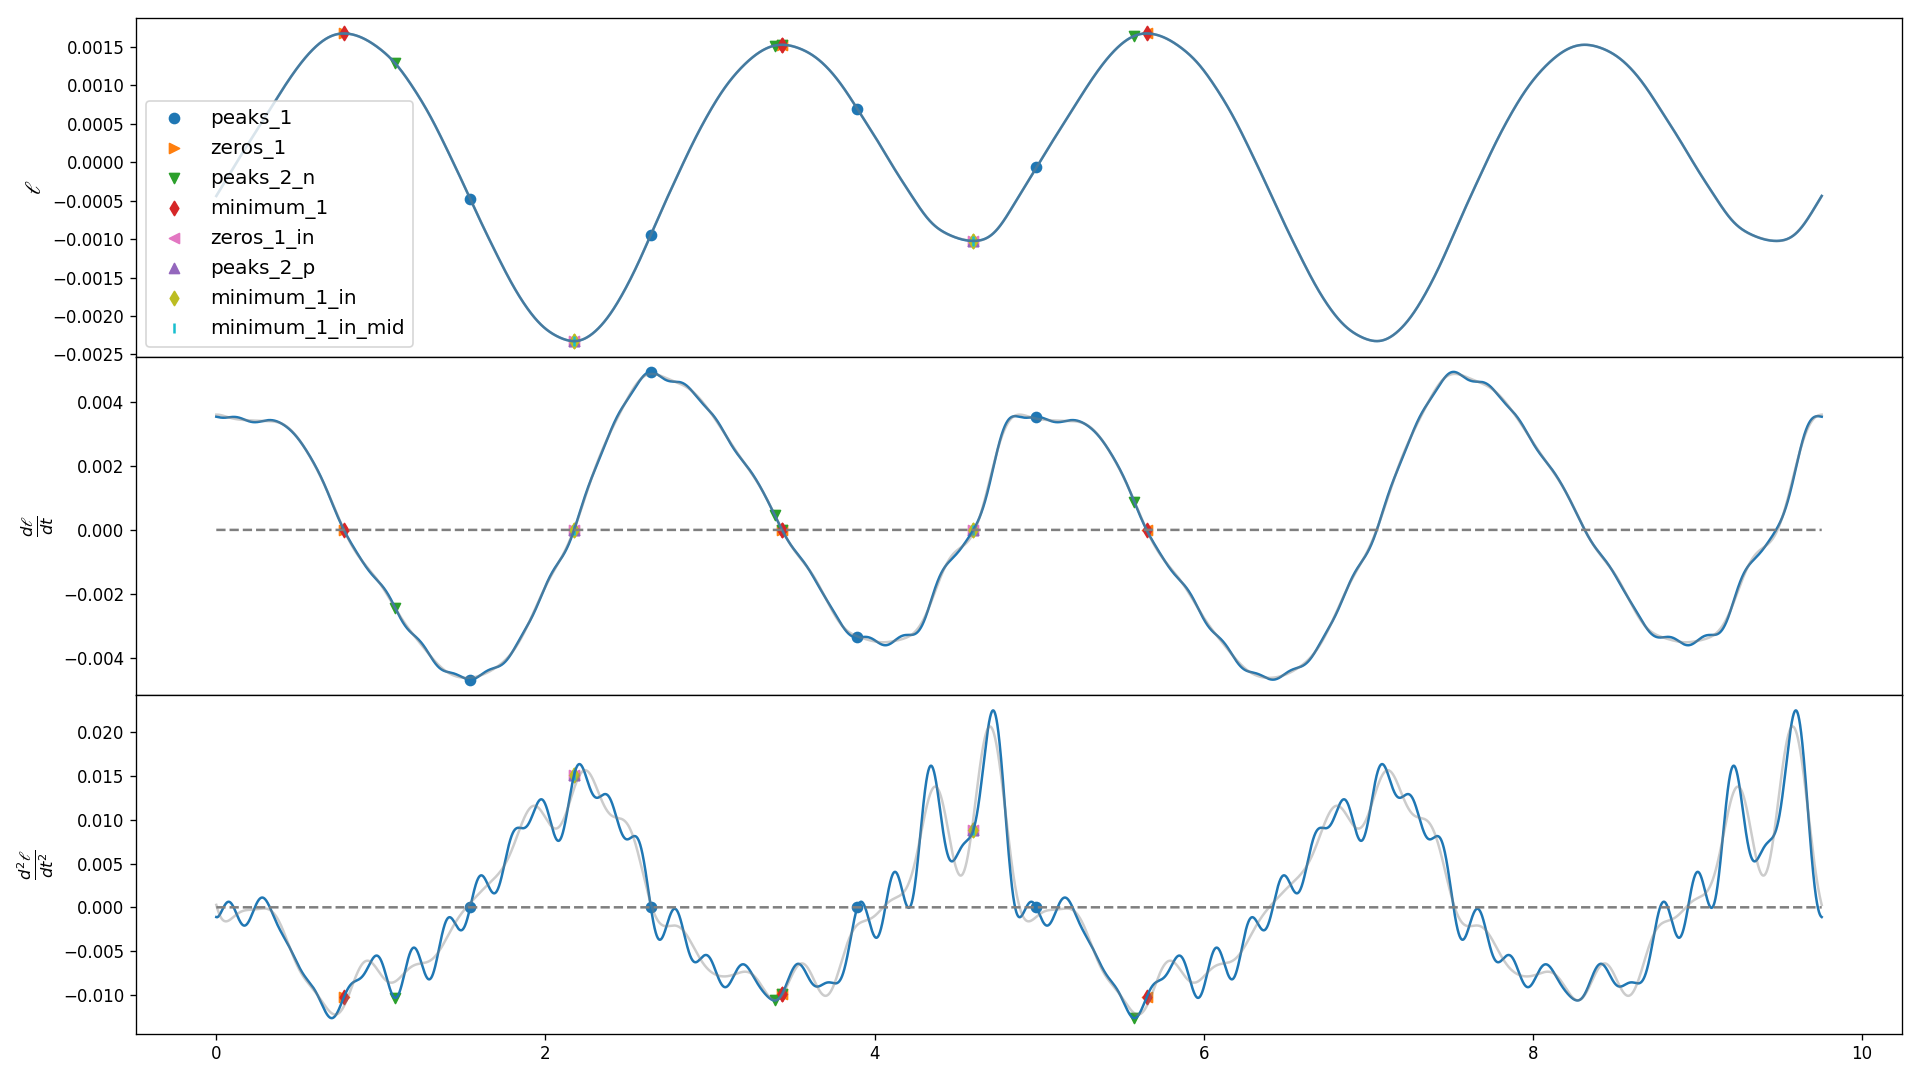 0.0015
0.0010
0.0005
0.0000
−0.0005
−0.0010
−0.0015
−0.0020
−0.0025
ℓ
peaks_1
zeros_1
peaks_2_n
minimum_1
zeros_1_in
peaks_2_p
minimum_1_in
minimum_1_in_mid
0.004
0.002
0.000
−0.002
−0.004
dℓ
dt
0.020
0.015
0.010
0.005
0.000
−0.005
−0.010
d²ℓ
dt²
0 2 4 6 8 10